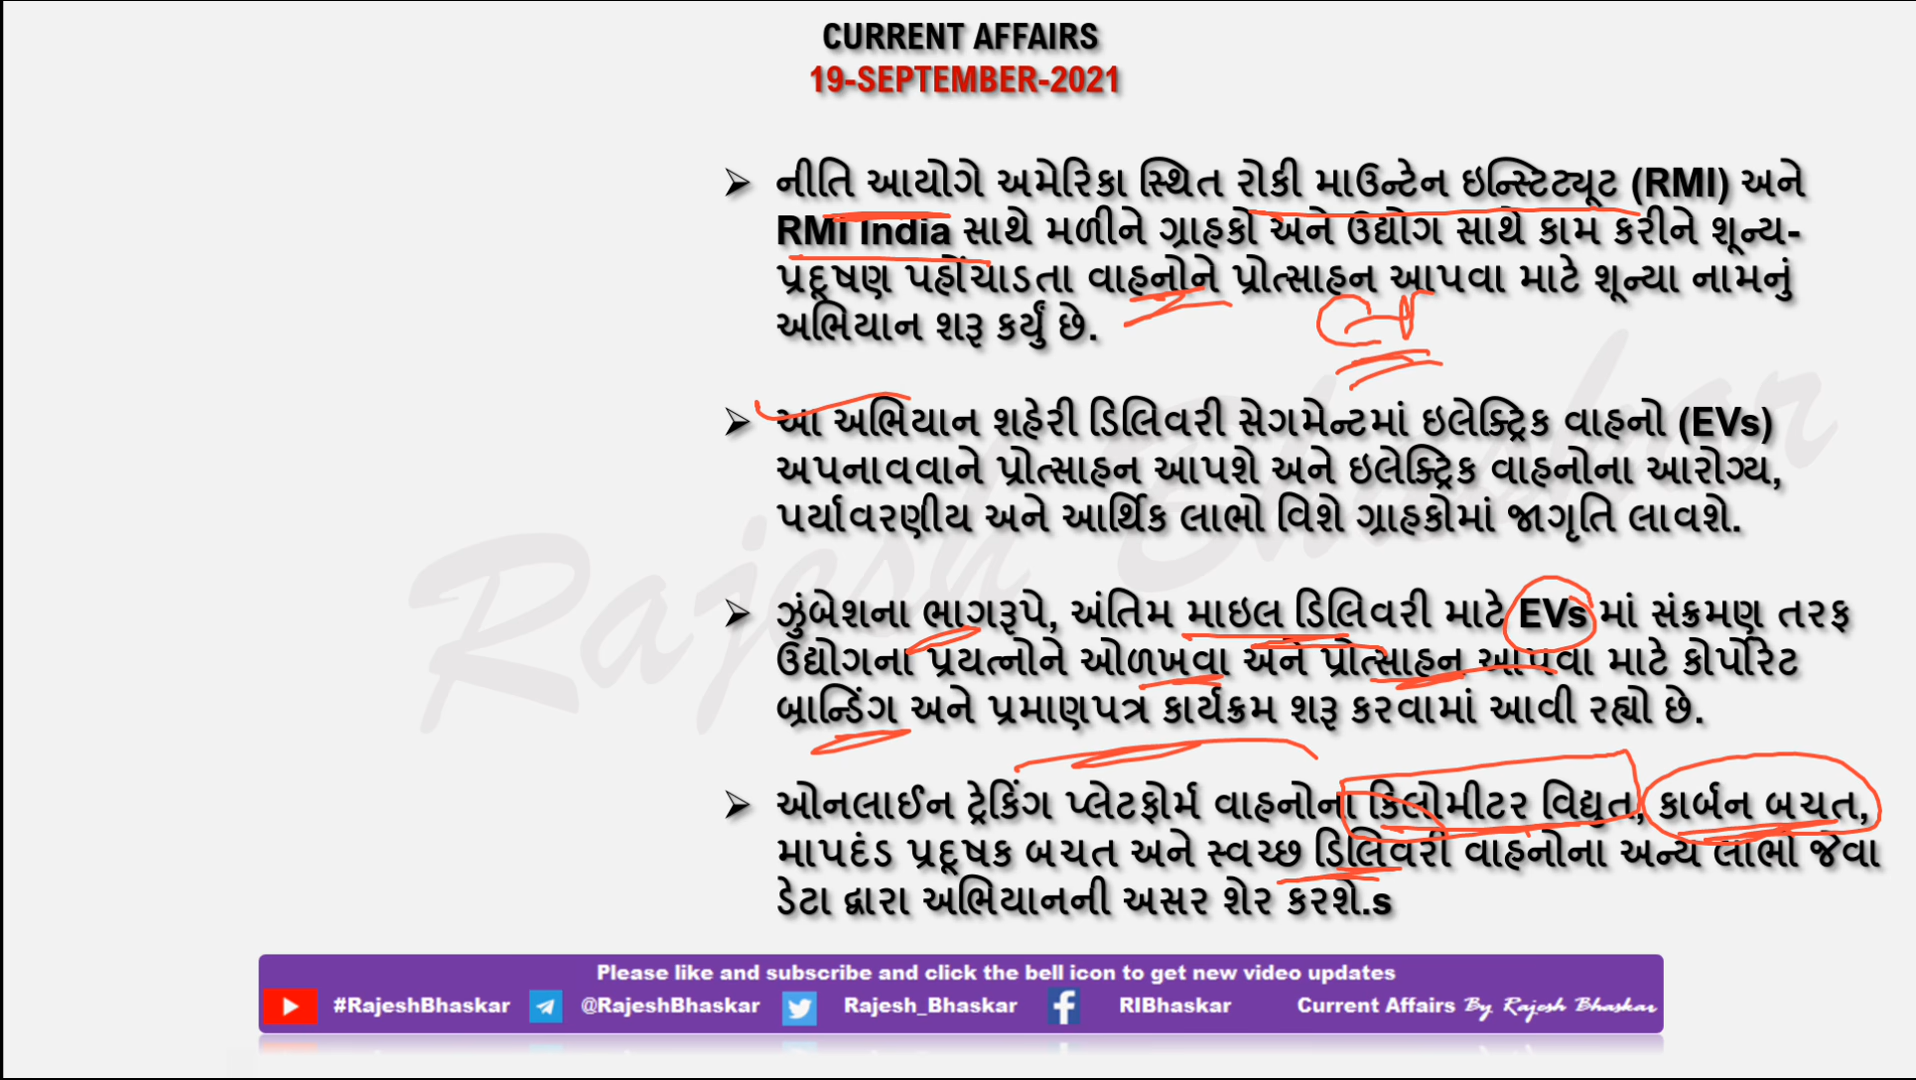 CURRENT AFFAIRS
19-SEPTEMBER-2021
➢ નીતિ આયોગે અમેરિકા સ્થિત રોકી માઉન્ટેન ઇન્સ્ટિટ્યૂટ (RMI) અને
RMI India સાથે મળીને ગ્રાહકો અને ઉદ્યોગ સાથે કામ કરીને શૂન્ય-
પ્રદૂષણ પહોંચાડતા વાહનોને પ્રોત્સાહન આપવા માટે શૂન્યા નામનું
અભિયાન શરૂ કર્યું છે.
➢ આ અભિયાન શહેરી ડિલિવરી સેગમેન્ટમાં ઇલેક્ટ્રિક વાહનો (EVs)
અપનાવવાને પ્રોત્સાહન આપશે અને ઇલેક્ટ્રિક વાહનોના આરોગ્ય,
પર્યાવરણીય અને આર્થિક લાભો વિશે ગ્રાહકોમાં જાગૃતિ લાવશે.
➢ ઝુંબેશના ભાગરૂપે, અંતિમ માઇલ ડિલિવરી માટે EVs માં સંક્રમણ તરફ
ઉદ્યોગના પ્રયત્નોને ઓળખવા અને પ્રોત્સાહન આપવા માટે કોર્પોરેટ
બ્રાન્ડિંગ અને પ્રમાણપત્ર કાર્યક્રમ શરૂ કરવામાં આવી રહ્યો છે.
➢ ઓનલાઈન ટ્રેકિંગ પ્લેટફોર્મ વાહનોના કિલોમીટર વિદ્યુત, કાર્બન બચત,
માપદંડ પ્રદૂષક બચત અને સ્વચ્છ ડિલિવરી વાહનોના અન્ય લાભો જેવા
ડેટા દ્વારા અભિયાનની અસર શેર કરશે.s
Rajesh Bhaskar
Please like and subscribe and click the bell icon to get new video updates
#RajeshBhaskar @RajeshBhaskar Rajesh_Bhaskar RIBhaskar Current Affairs By Rajesh Bhaskar